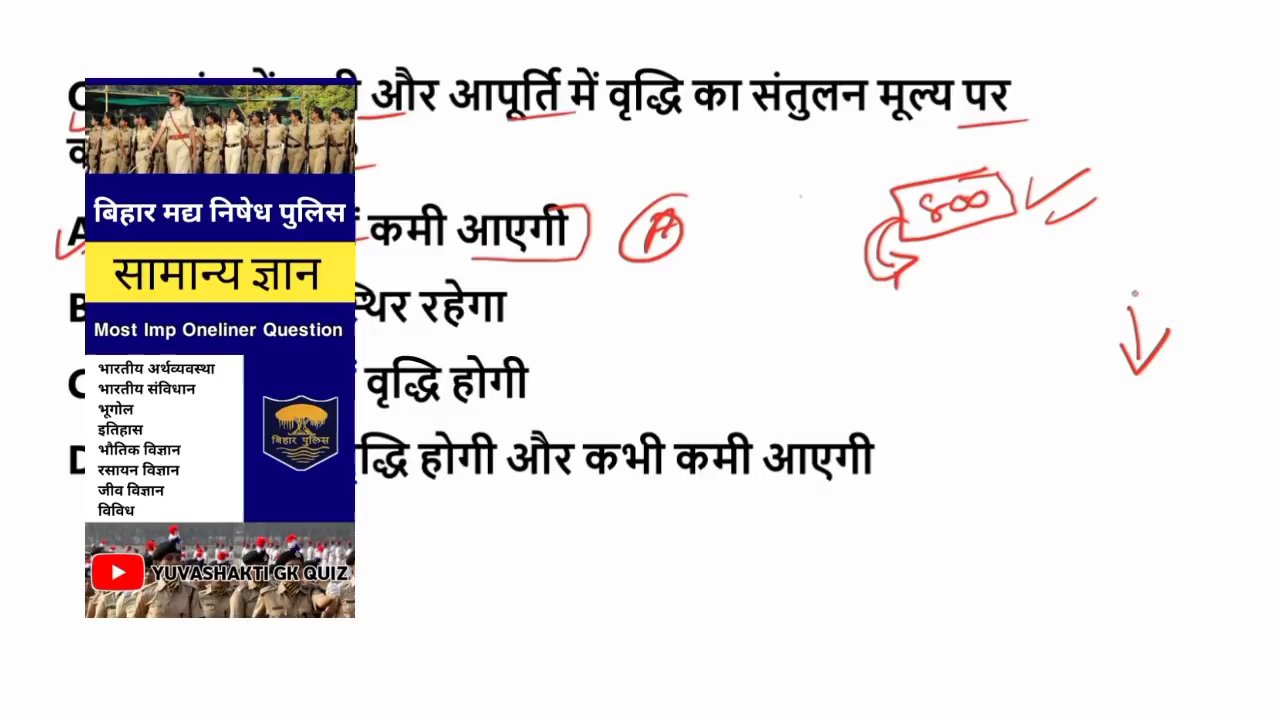 और आपूर्ति में वृद्धि का संतुलन मूल्य पर
कमी आएगी
A
रहेगा
वृद्धि होगी
होगी और कभी कमी आएगी
४००
बिहार मद्य निषेध पुलिस
सामान्य ज्ञान
Most Imp Oneliner Question
भारतीय अर्थव्यवस्था
भारतीय संविधान
भूगोल
इतिहास
भौतिक विज्ञान
रसायन विज्ञान
जीव विज्ञान
विविध
बिहार पुलिस
YUVASHAKTI GK QUIZ